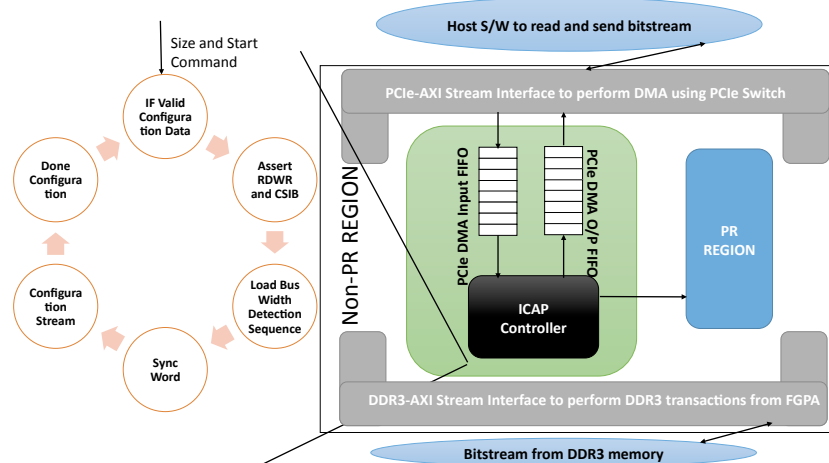 Size and Start
Command
IF Valid
Configura
tion Data
Assert
RDWR
and CSIB
Load Bus
Width
Detection
Sequence
Sync
Word
Configura
tion
Stream
Done
Configura
tion
Host S/W to read and send bitstream
PCIe-AXI Stream Interface to perform DMA using PCIe Switch
Non-PR REGION
PCIe DMA Input FIFO
PCIe DMA O/P FIFO
ICAP
Controller
PR
REGION
DDR3-AXI Stream Interface to perform DDR3 transactions from FGPA
Bitstream from DDR3 memory